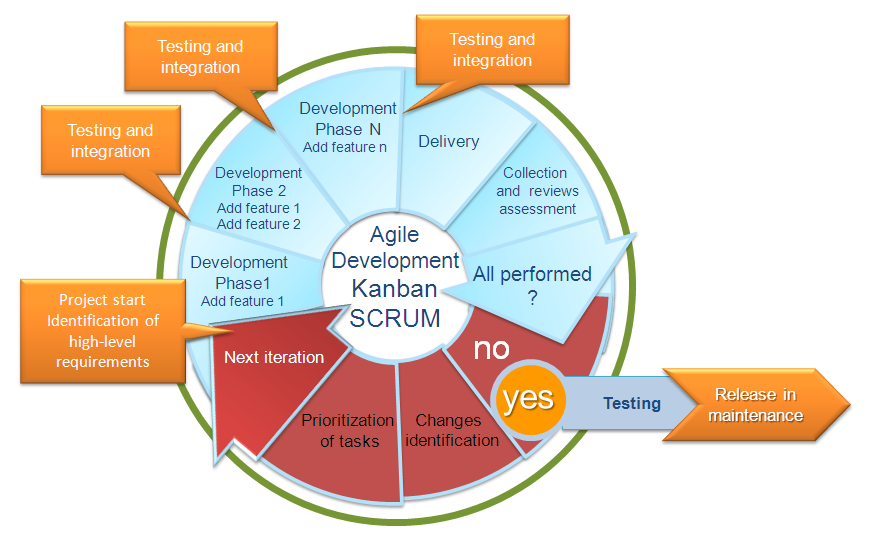 Testing and
integration
Testing and
integration
Testing and
integration
Development
Phase N
Add feature n
Delivery
Collection
and reviews
assessment
Development
Phase 2
Add feature 1
Add feature 2
Development
Phase1
Add feature 1
Agile
Development
Kanban
SCRUM
All performed
?
Project start
Identification of
high-level
requirements
Next iteration
no
yes
Testing
Release in
maintenance
Prioritization
of tasks
Changes
identification